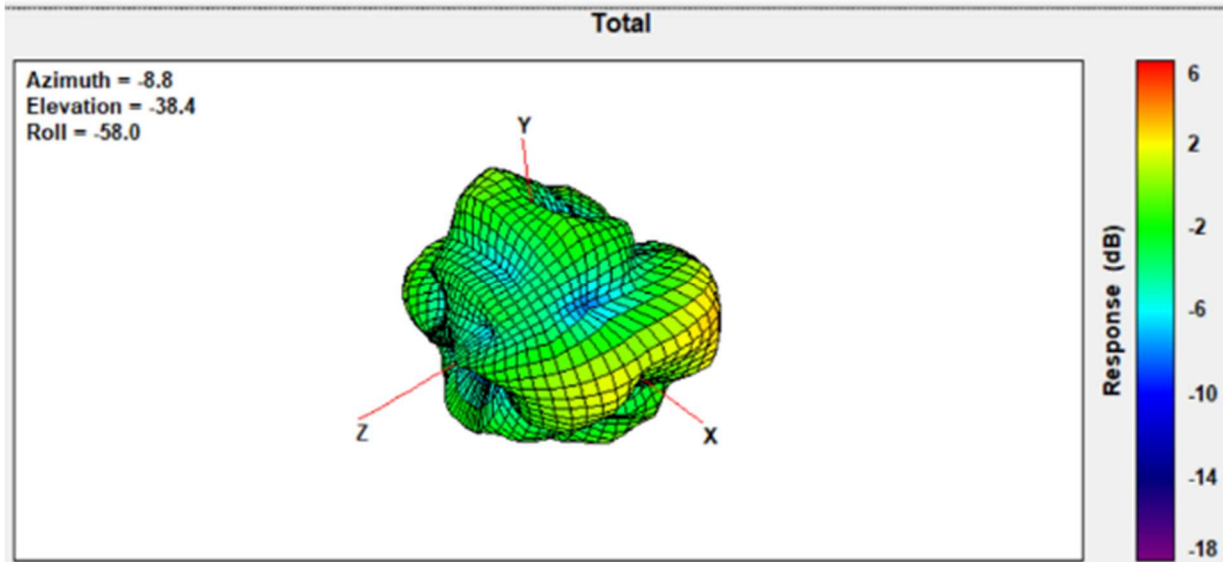 Total
Azimuth = -8.8
Elevation = -38.4
Roll = -58.0
Y
Z
X
6
2
-2
-6
-10
-14
-18
Response (dB)